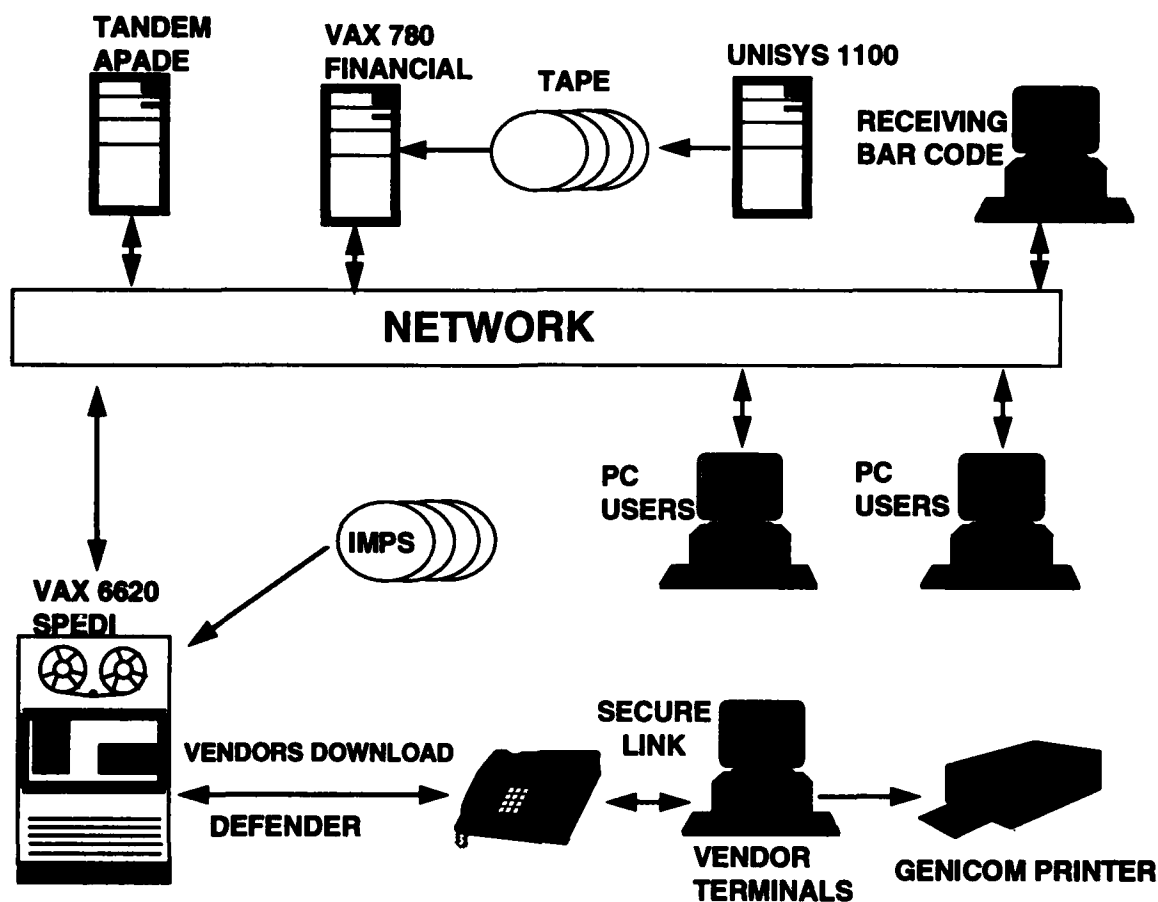 TANDEM
APADE
VAX 780
FINANCIAL
TAPE
UNISYS 1100
RECEIVING
BAR CODE
NETWORK
PC
USERS
PC
USERS
IMPS
VAX 6620
SPEDI
VENDORS DOWNLOAD
DEFENDER
SECURE
LINK
VENDOR
TERMINALS
GENICOM PRINTER